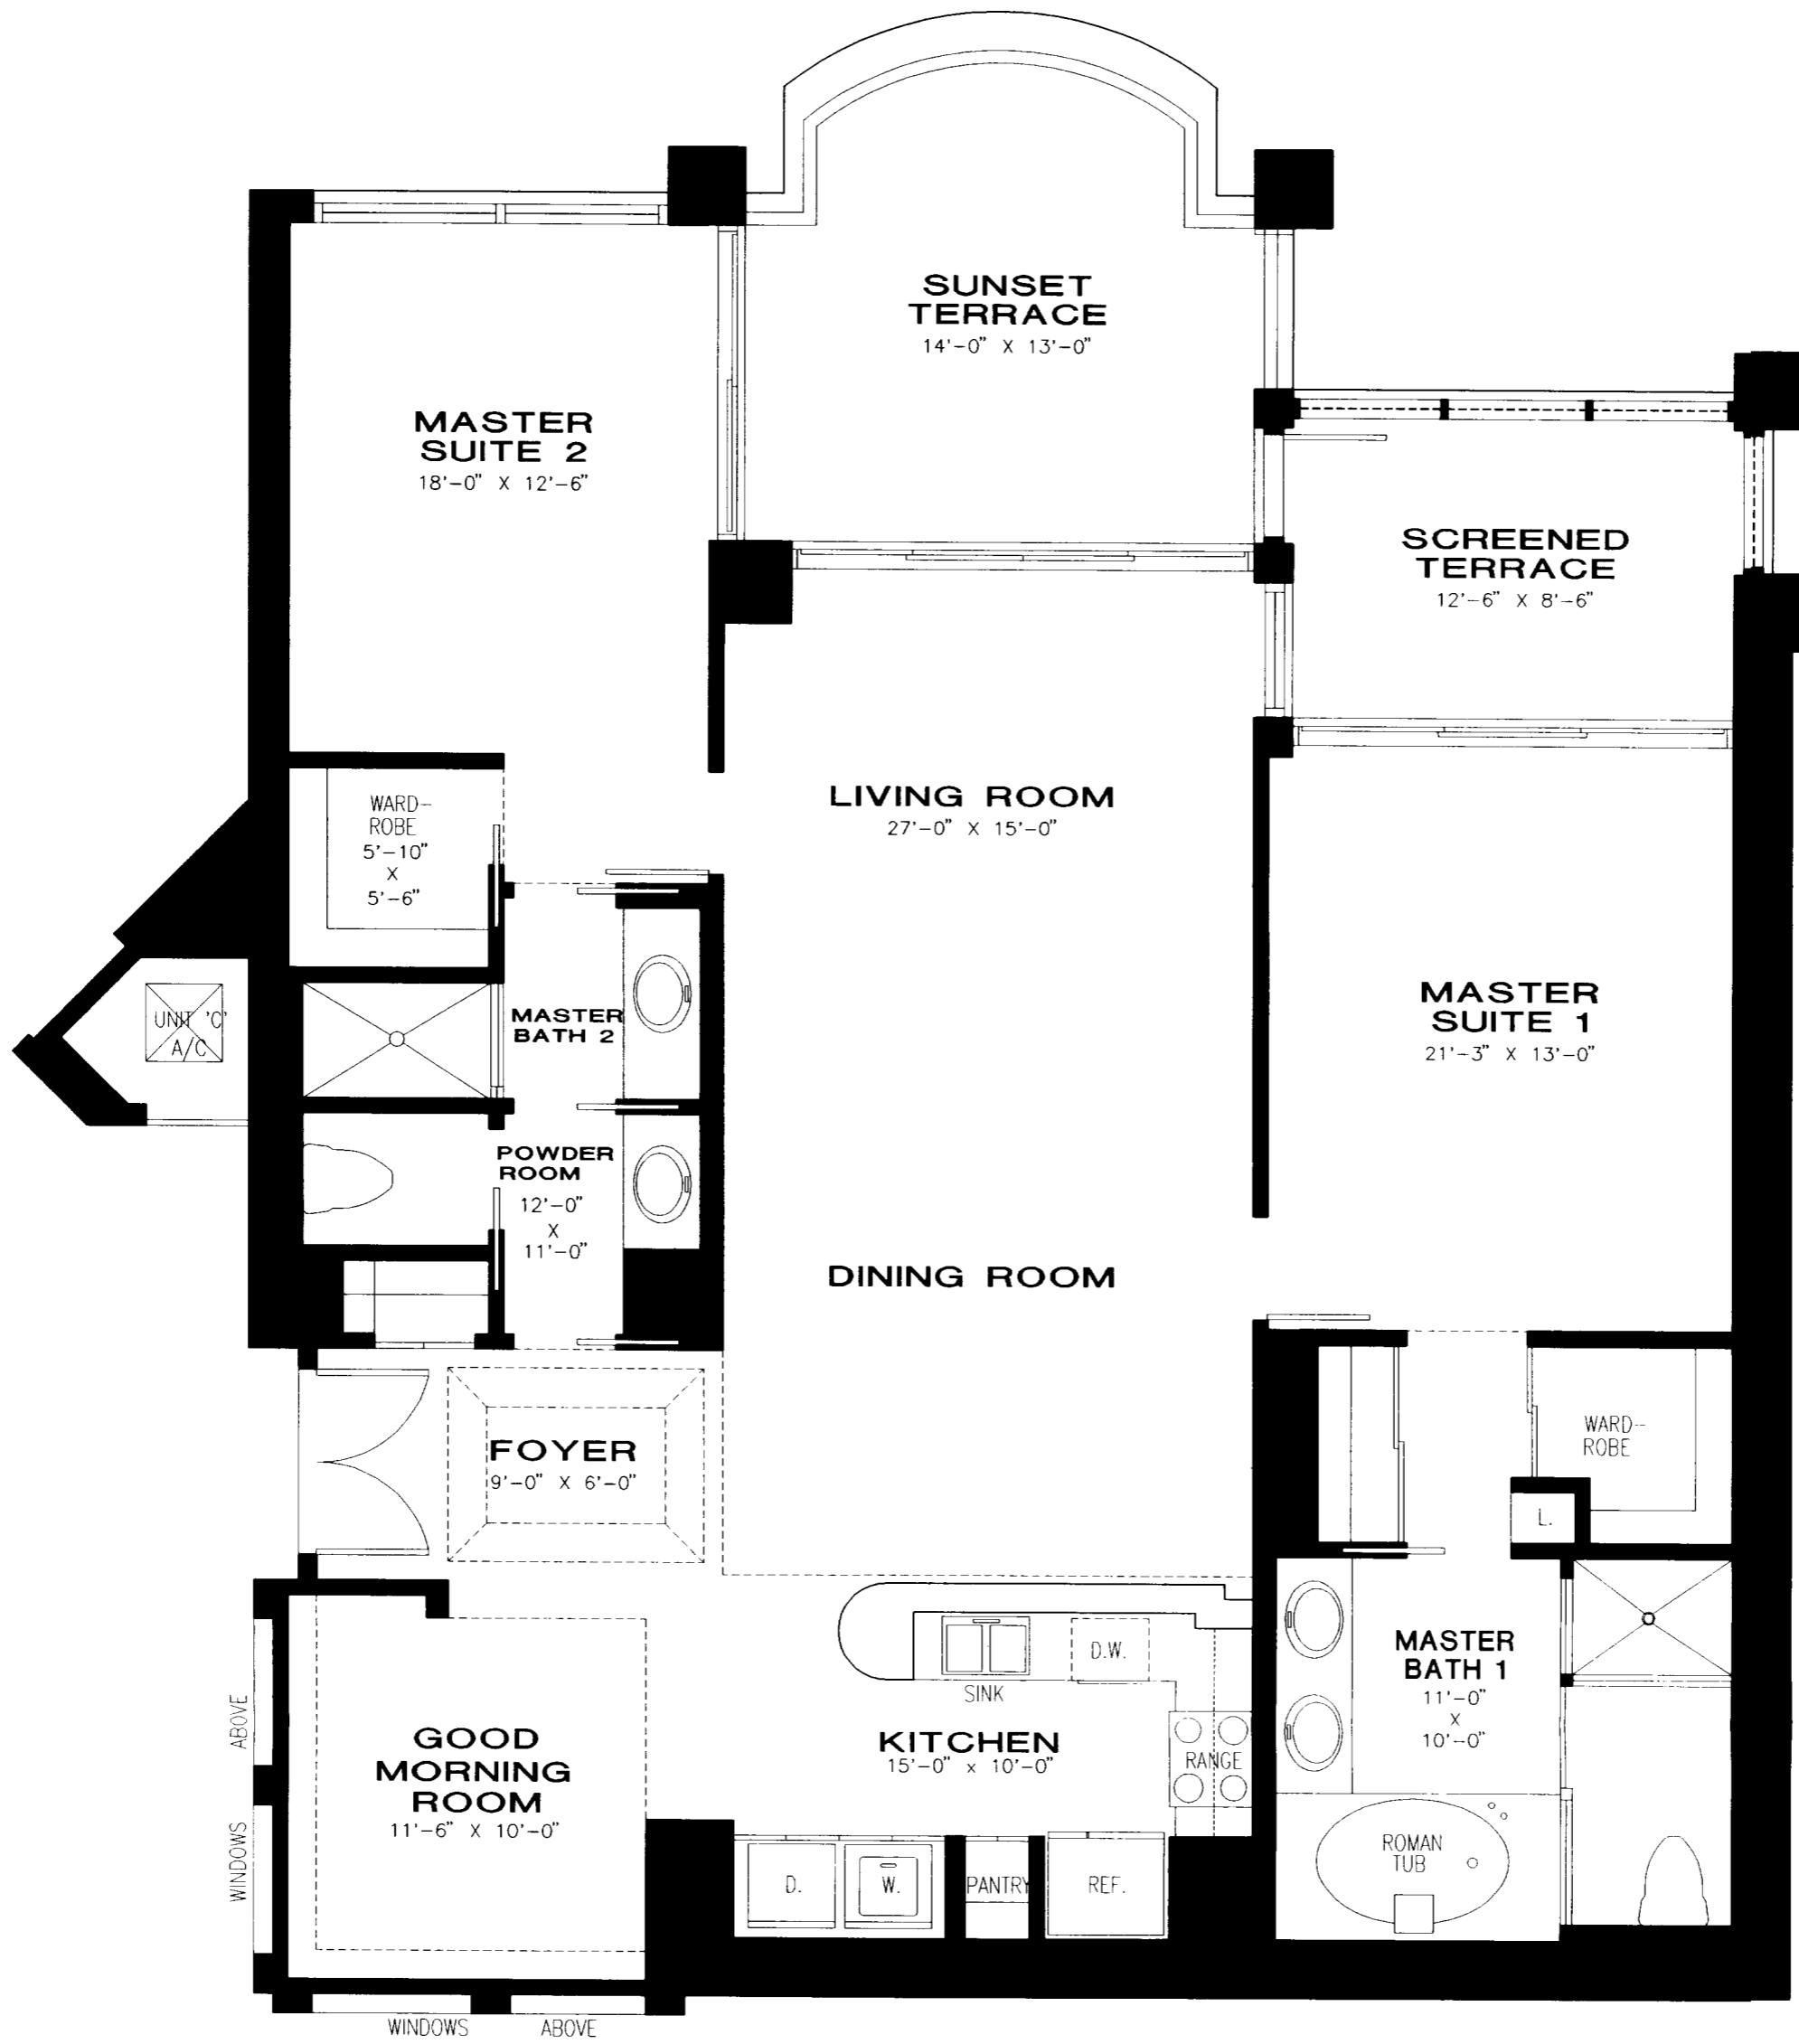 SUNSET
TERRACE
14'-0" X 13'-0"
MASTER
SUITE 2
18'-0" X 12'-6"
SCREENED
TERRACE
12'-6" X 8'-6"
LIVING ROOM
27'-0" X 15'-0"
WARD-
ROBE
5'-10"
X
5'-6"
UNIT 'C'
A/C
MASTER
BATH 2
MASTER
SUITE 1
21'-3" X 13'-0"
POWDER
ROOM
12'-0"
X
11'-0"
DINING ROOM
FOYER
9'-0" X 6'-0"
WARD-
ROBE
L.
SINK
D.W.
MASTER
BATH 1
11'-0"
X
10'-0"
KITCHEN
15'-0" x 10'-0"
RANGE
GOOD
MORNING
ROOM
11'-6" X 10'-0"
WINDOWS ABOVE
D.
W.
PANTRY
REF.
ROMAN
TUB
WINDOWS ABOVE